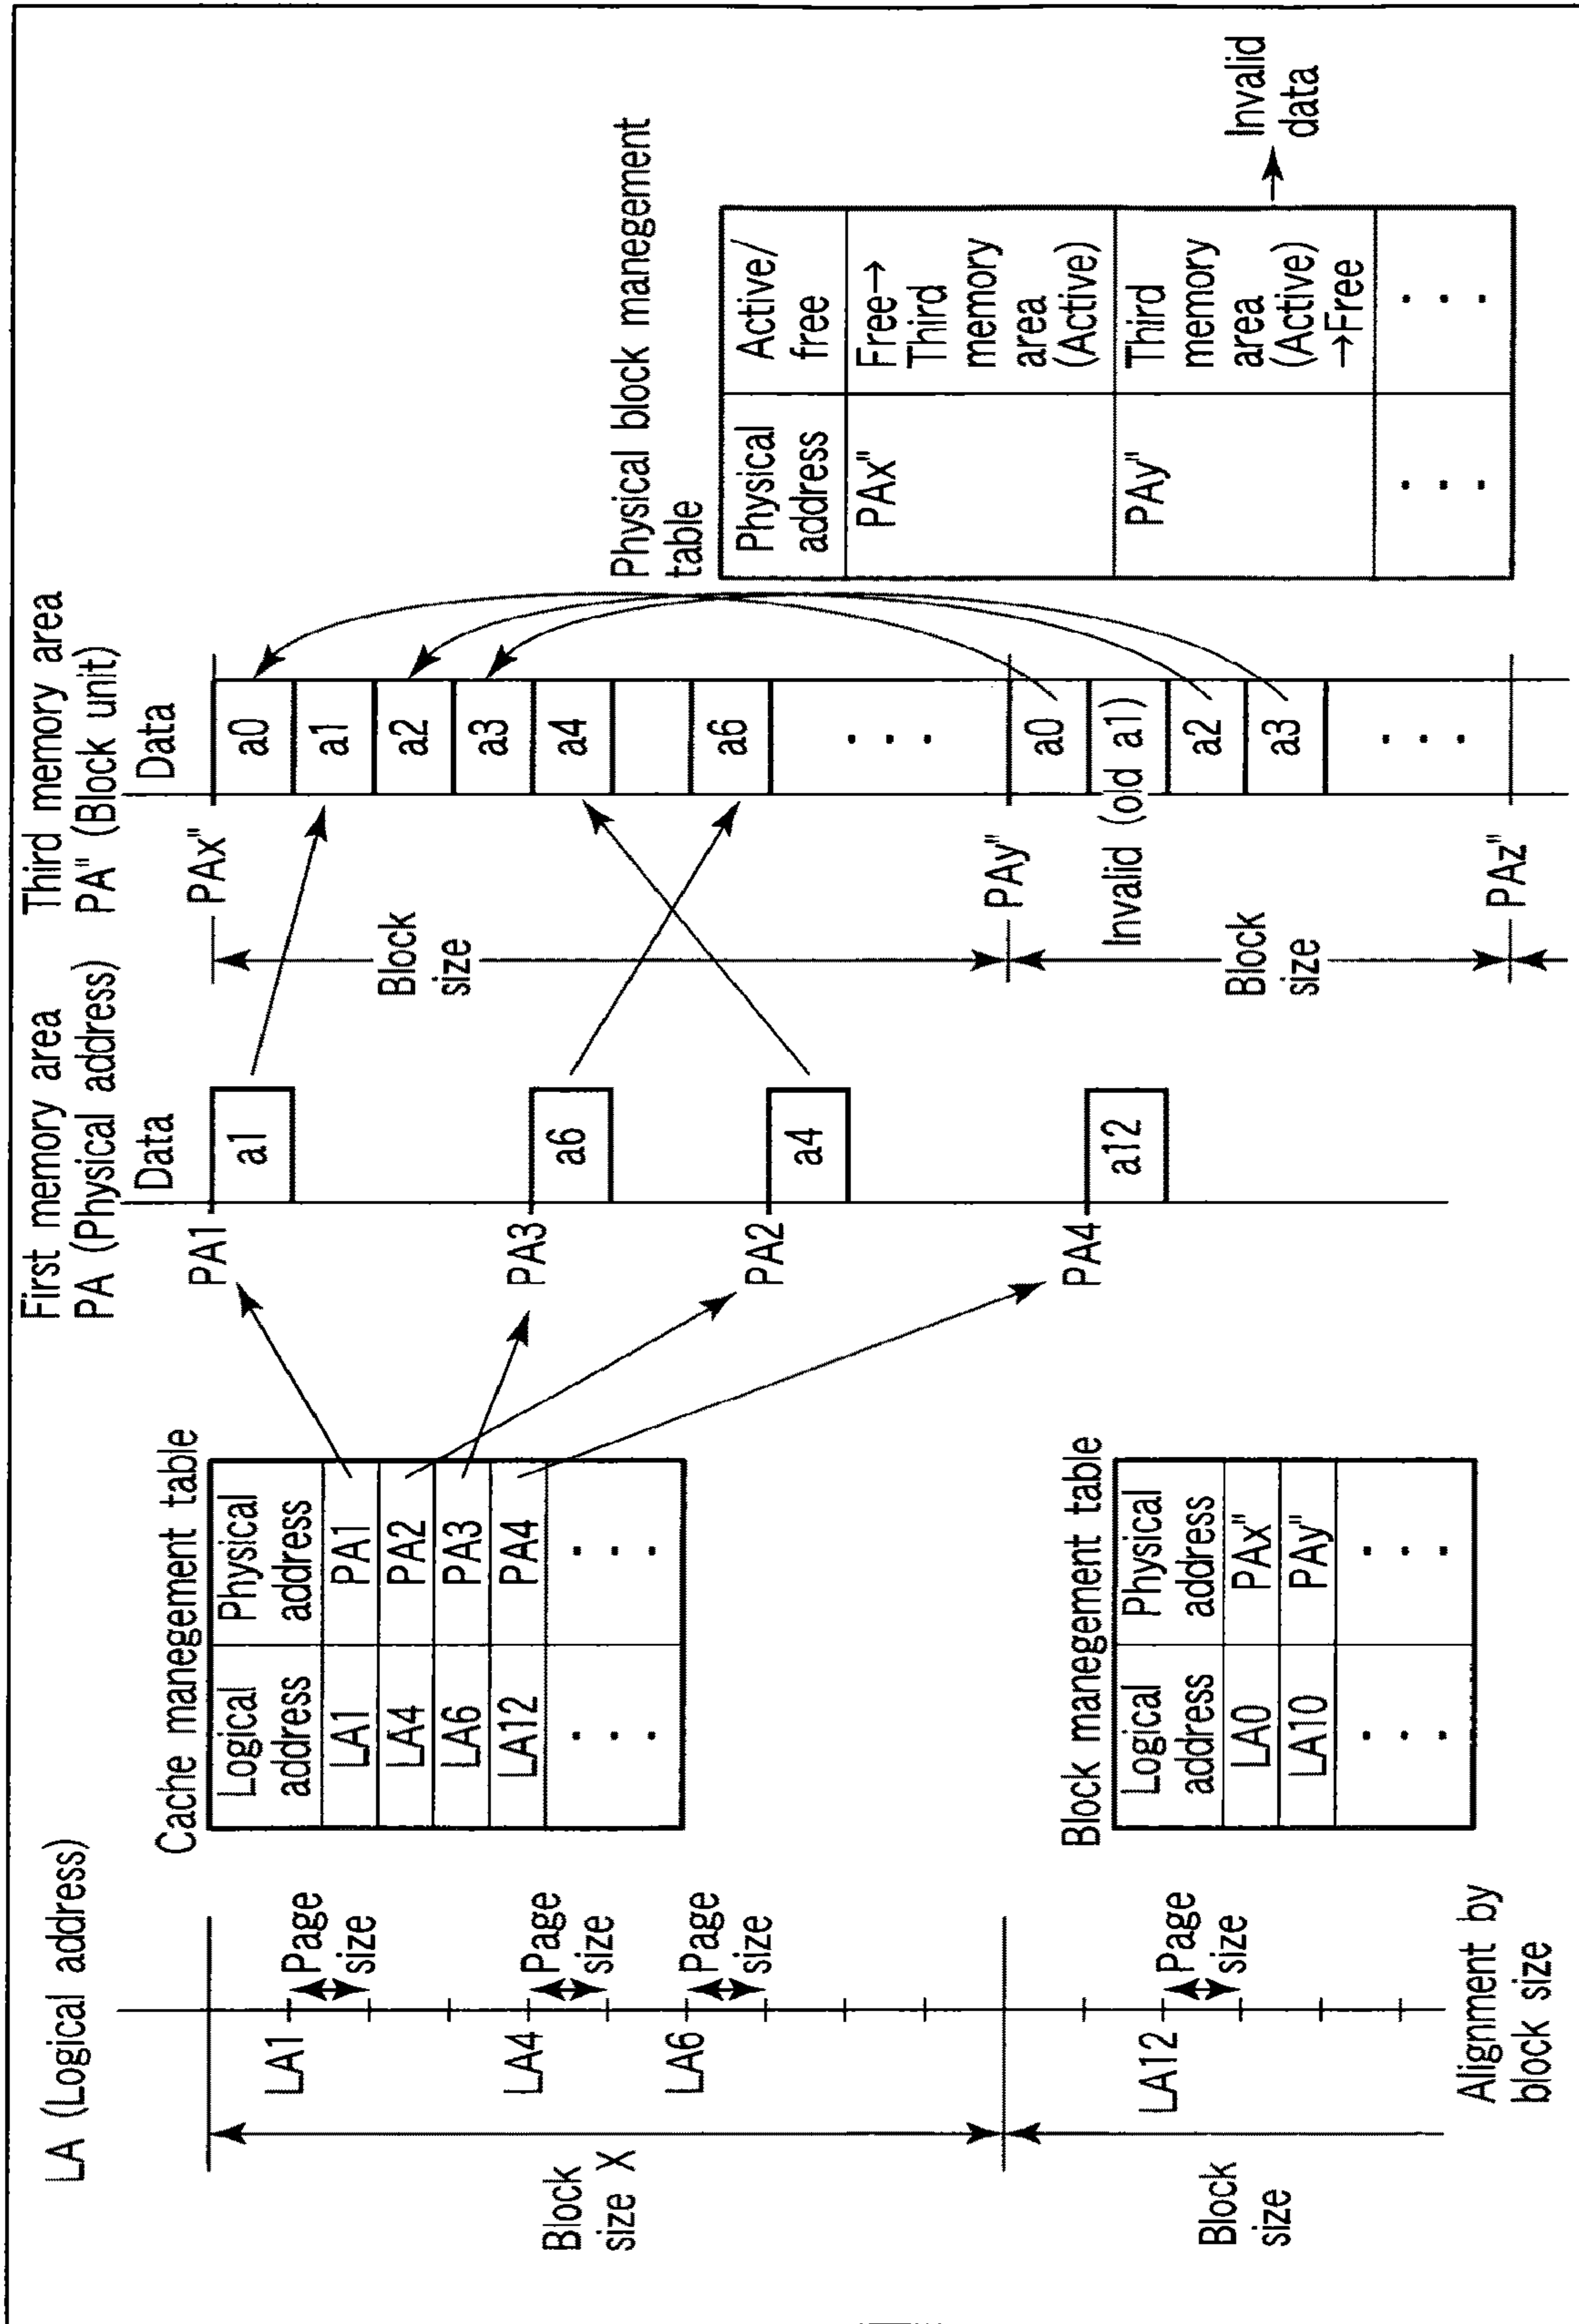 LA (Logical address)
Block
size X
Block
size
LA1
LA4
LA6
LA12
Page
size
Page
size
Page
size
Page
size
Alignment by
block size
Cache manegement table
Logical
address
Physical
address
LA1 PA1
LA4 PA2
LA6 PA3
LA12 PA4
Block manegement table
Logical
address
Physical
address
LA0 PAx"
LA10 PAy"
First memory area
PA (Physical address)
Data
PA1
a1
PA3
a6
PA2
a4
PA4
a12
Third memory area
PA" (Block unit)
Data
PAx"
Block
size
PAy"
Block
size
PAz"
a0
a1
a2
a3
a4
a6
a0
Invalid (old a1)
a2
a3
Physical block manegement
table
Physical
address
Active/
free
PAx"
Free→
Third
memory
area
(Active)
PAy"
Third
memory
area
(Active)
→Free
Invalid
data